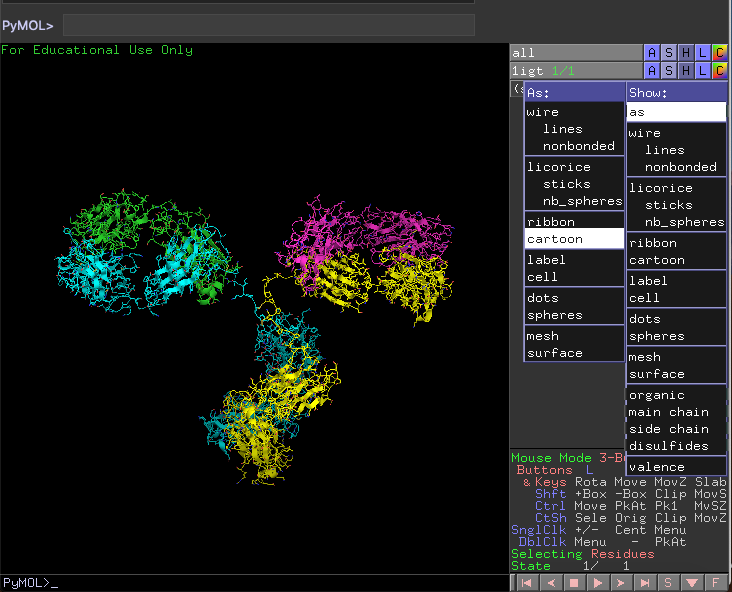 PyMOL>
For Educational Use Only
all A S H L C
1igt 1/1 A S H L C
(s
As:
wire
lines
nonbonded
licorice
sticks
nb_spheres
ribbon
cartoon
label
cell
dots
spheres
mesh
surface
Show:
as
wire
lines
nonbonded
licorice
sticks
nb_spheres
ribbon
cartoon
label
cell
dots
spheres
mesh
surface
organic
main chain
side chain
disulfides
valence
Mouse Mode 3-Bu
Buttons L
& Keys Rota Move MovZ Slab
Shft +Box -Box Clip MovS
Ctrl Move PkAt Pk1 MvSZ
CtSh Sele Orig Clip MovZ
SnglClk +/- Cent Menu
DblClk Menu - PkAt
Selecting Residues
State 1/ 1
PyMOL>_
S F